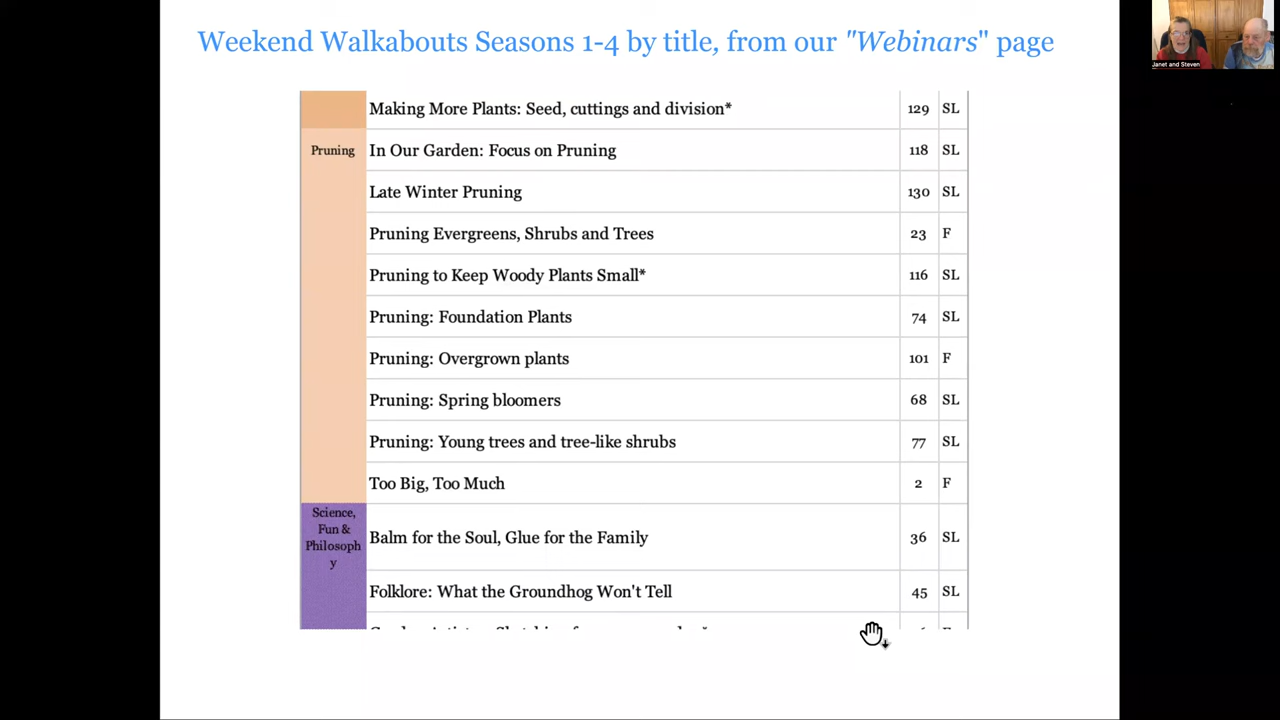 Weekend Walkabouts Seasons 1-4 by title, from our "Webinars" page
Janet and Steven
Making More Plants: Seed, cuttings and division* 129 SL
Pruning In Our Garden: Focus on Pruning 118 SL
Late Winter Pruning 130 SL
Pruning Evergreens, Shrubs and Trees 23 F
Pruning to Keep Woody Plants Small* 116 SL
Pruning: Foundation Plants 74 SL
Pruning: Overgrown plants 101 F
Pruning: Spring bloomers 68 SL
Pruning: Young trees and tree-like shrubs 77 SL
Too Big, Too Much 2 F
Science,
Fun &
Philosoph
y
Balm for the Soul, Glue for the Family 36 SL
Folklore: What the Groundhog Won't Tell 45 SL